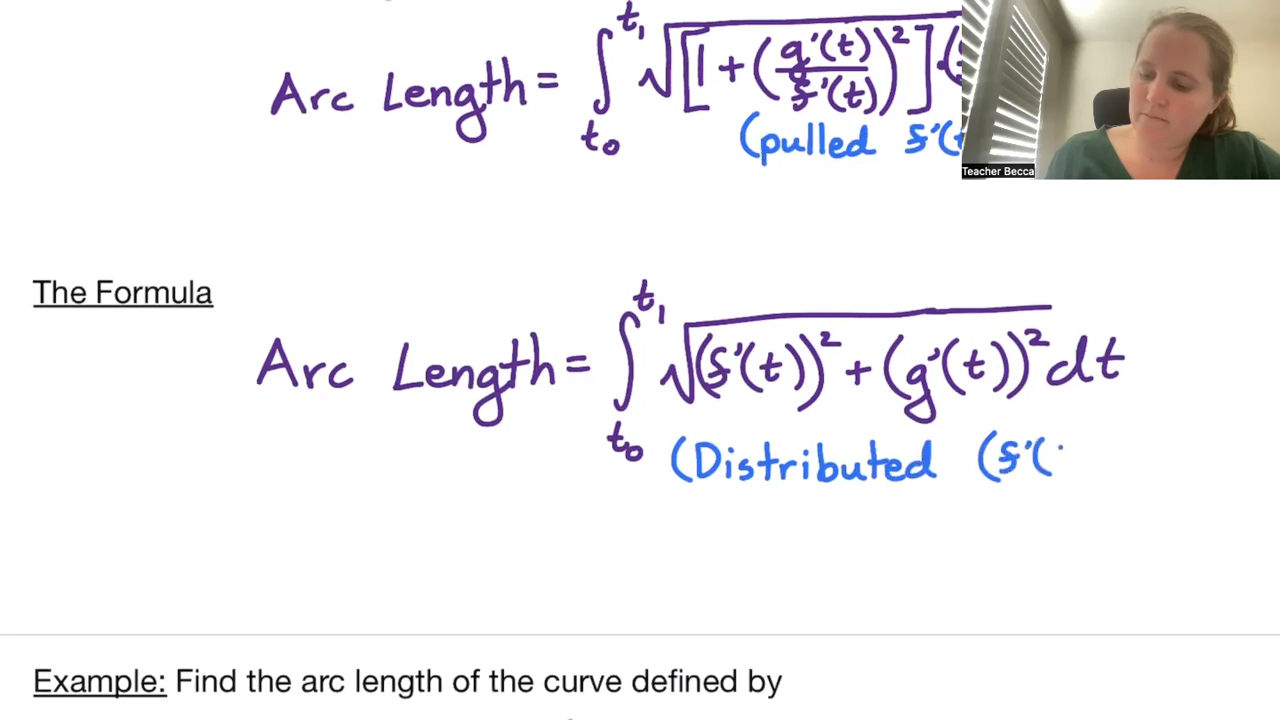 Arc Length = ∫ t₁ t₀ √[1 + (g'(t)/f'(t))²]·(
(pulled f'(t
Teacher Becca
The Formula
Arc Length = ∫ t₁ t₀ √(f'(t))² + (g'(t))² dt
(Distributed (f'(
Example: Find the arc length of the curve defined by